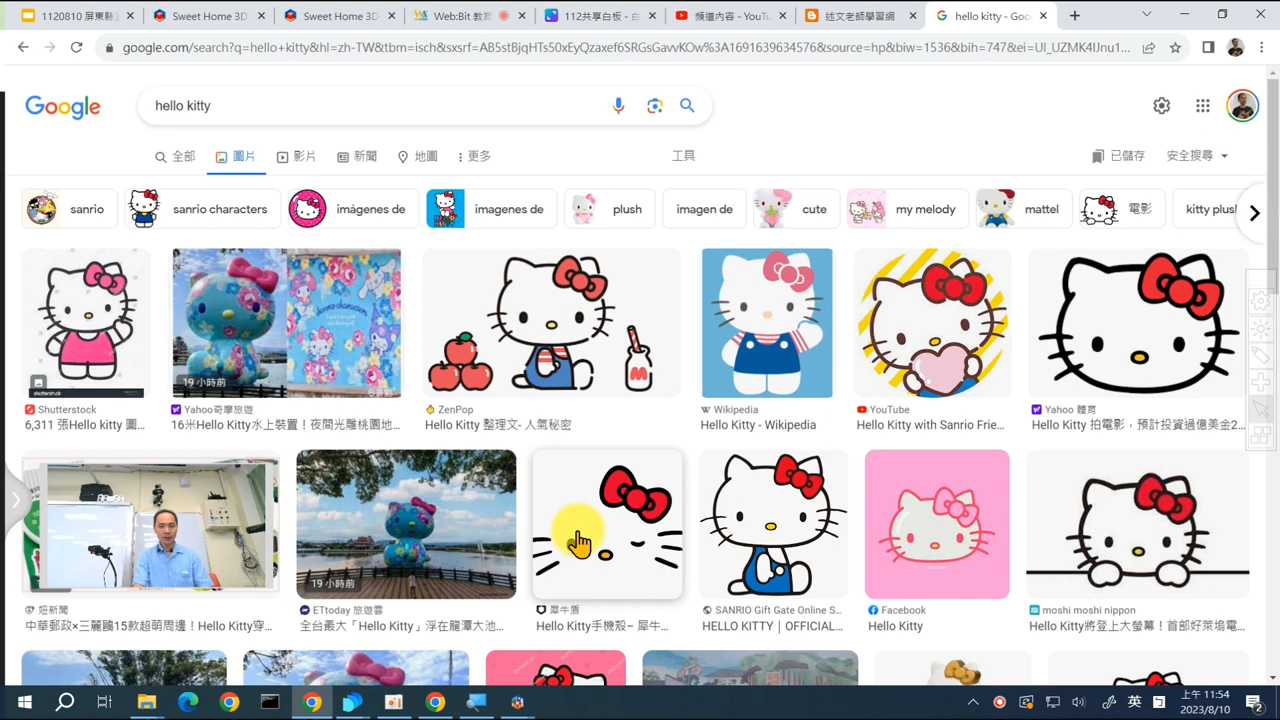 1120810 屏東縣
Sweet Home 3D
Sweet Home 3D
Web:Bit 教
112共享白板 - 白
頻道內容 - YouTu
述文老師學習網
hello kitty - Goo
google.com/search?q=hello+kitty&hl=zh-TW&tbm=isch&sxsrf=AB5stBjqHTs50xEyQzaxef6SRGsGavvKOw%3A1691639634576&source=hp&biw=1536&bih=747&ei=UI_UZMK4IJnu1...
Google
hello kitty
全部
圖片
影片
新聞
地圖
更多
工具
已儲存
安全搜尋
sanrio
sanrio characters
imágenes de
imagenes de
plush
imagen de
cute
my melody
mattel
電影
kitty plus
19 小時前
Shutterstock
Yahoo奇摩旅遊
ZenPop
Wikipedia
YouTube
Yahoo 體育
6,311 張Hello kitty 圖...
16米Hello Kitty水上裝置！夜間光雕桃園地...
Hello Kitty 整理文- 人氣秘密
Hello Kitty - Wikipedia
Hello Kitty with Sanrio Frie...
Hello Kitty 拍電影，預計投資過億美金2...
19 小時前
妞新聞
ETtoday 旅遊雲
犀牛盾
SANRIO Gift Gate Online S...
Facebook
moshi moshi nippon
中華郵政×三麗鷗15款超萌周邊！Hello Kitty穿...
全台最大「Hello Kitty」浮在龍潭大池...
Hello Kitty手機殼– 犀牛...
HELLO KITTY｜OFFICIAL...
Hello Kitty
Hello Kitty將登上大螢幕！首部好萊塢電...
英
上午 11:54
2023/8/10
2